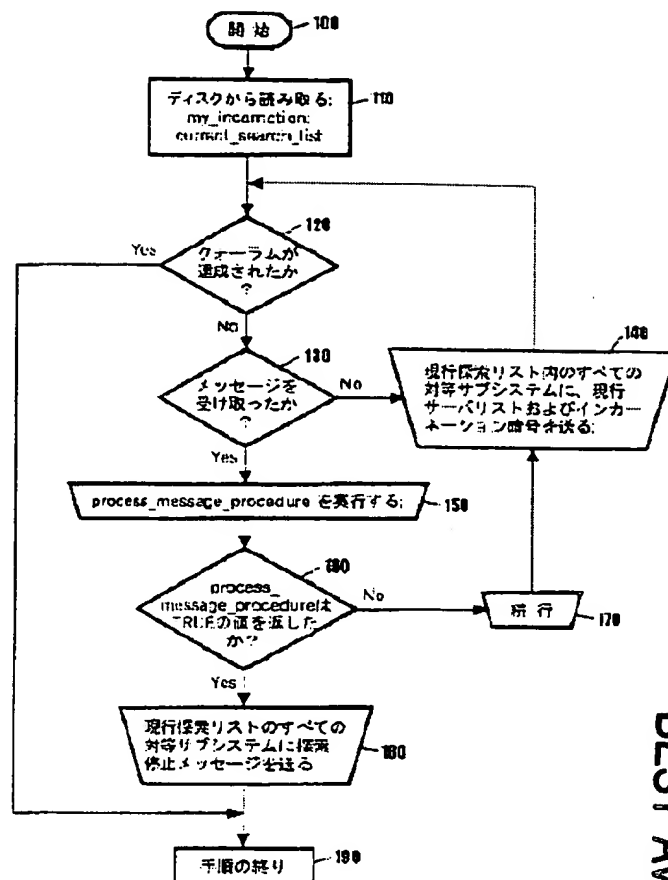 開 始
100
ディスクから読み取る;
my_incarnation;
current_search_list
110
120
Yes
クォーラムが
達成されたか
?
No
130
メッセージを
受け取ったか
?
No
140
現行探索リスト内のすべての
対等サブシステムに、現行
サーバリストおよびインカー
ネーション番号を送る;
Yes
process_message_procedure を実行する;
150
160
process_
message_procedureは
TRUEの値を返した
か?
No
続 行
170
Yes
現行探索リストのすべての
対等サブシステムに探索
停止メッセージを送る
180
手順の終り
190